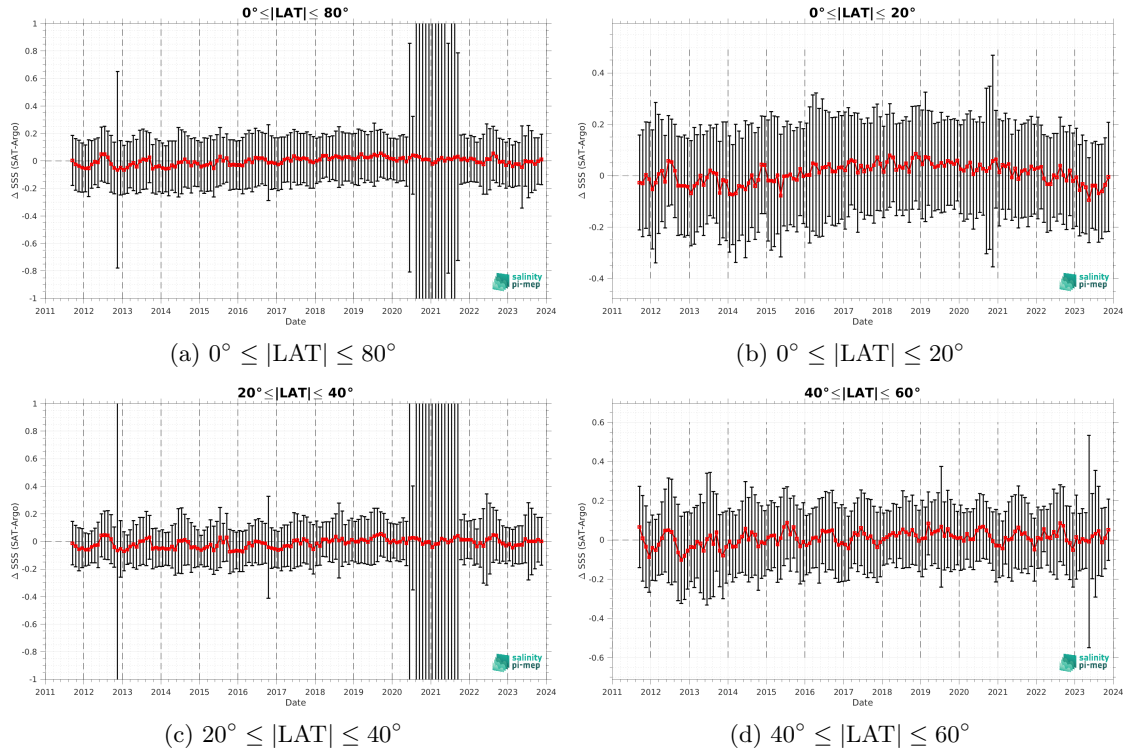 0°≤|LAT|≤ 80°
1
0.8
0.6
0.4
0.2
0
-0.2
-0.4
-0.6
-0.8
-1
Δ SSS (SAT-Argo)
2011 2012 2013 2014 2015 2016 2017 2018 2019 2020 2021 2022 2023 2024
Date
salinity
pi-mep
(a) 0° ≤ |LAT| ≤ 80°
0°≤|LAT|≤ 20°
0.4
0.2
0
-0.2
-0.4
Δ SSS (SAT-Argo)
2011 2012 2013 2014 2015 2016 2017 2018 2019 2020 2021 2022 2023 2024
Date
salinity
pi-mep
(b) 0° ≤ |LAT| ≤ 20°
20°≤|LAT|≤ 40°
1
0.8
0.6
0.4
0.2
0
-0.2
-0.4
-0.6
-0.8
-1
Δ SSS (SAT-Argo)
2011 2012 2013 2014 2015 2016 2017 2018 2019 2020 2021 2022 2023 2024
Date
salinity
pi-mep
(c) 20° ≤ |LAT| ≤ 40°
40°≤|LAT|≤ 60°
0.6
0.4
0.2
0
-0.2
-0.4
-0.6
Δ SSS (SAT-Argo)
2011 2012 2013 2014 2015 2016 2017 2018 2019 2020 2021 2022 2023 2024
Date
salinity
pi-mep
(d) 40° ≤ |LAT| ≤ 60°